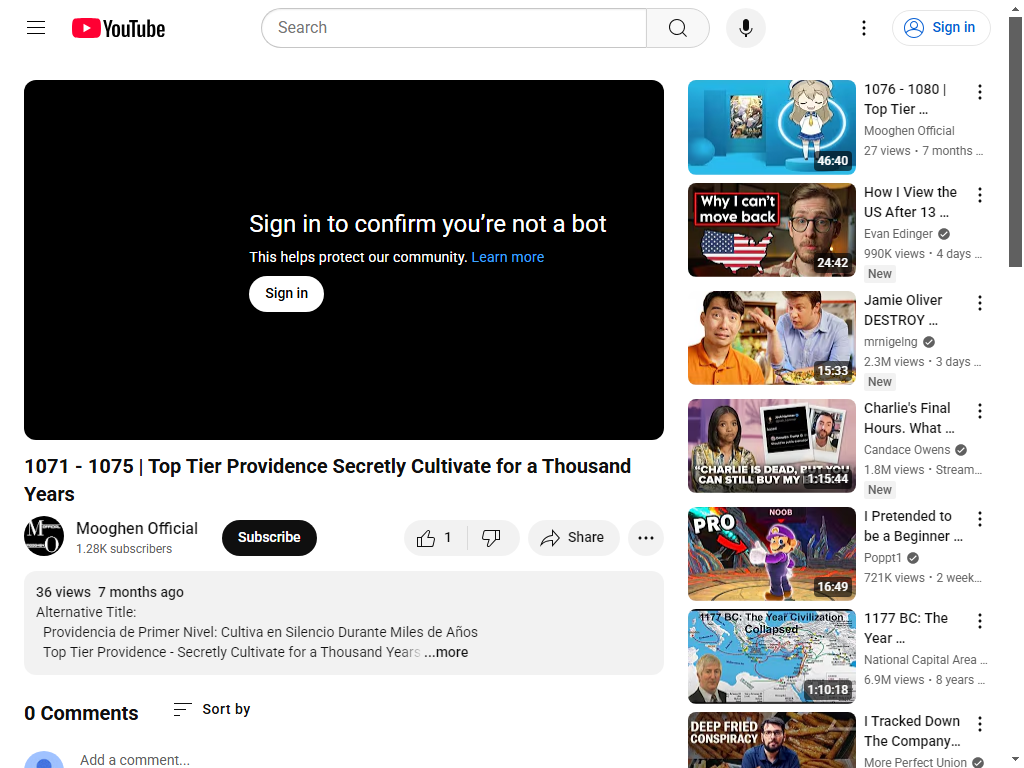 YouTube
Search
Sign in
Sign in to confirm you’re not a bot
This helps protect our community. Learn more
Sign in
1071 - 1075 | Top Tier Providence Secretly Cultivate for a Thousand
Years
Mooghen Official
1.28K subscribers
Subscribe
1
Share
36 views 7 months ago
Alternative Title:
Providencia de Primer Nivel: Cultiva en Silencio Durante Miles de Años
Top Tier Providence - Secretly Cultivate for a Thousand Years ...more
0 Comments
Sort by
Add a comment...
46:40
1076 - 1080 |
Top Tier …
Mooghen Official
27 views • 7 months ...
Why I can't
move back
24:42
How I View the
US After 13 …
Evan Edinger
990K views • 4 days ...
New
15:33
Jamie Oliver
DESTROY …
mrnigelng
2.3M views • 3 days ...
New
"CHARLIE IS DEAD, BUT YOU
CAN STILL BUY MY
1:15:44
Charlie's Final
Hours. What …
Candace Owens
1.8M views • Stream...
New
PRO
NOOB
16:49
I Pretended to
be a Beginner …
Poppt1
721K views • 2 week...
1177 BC: The Year Civilization
Collapsed
1:10:18
1177 BC: The
Year …
National Capital Area ...
6.9M views • 8 years ...
DEEP FRIED
CONSPIRACY
I Tracked Down
The Company…
More Perfect Union